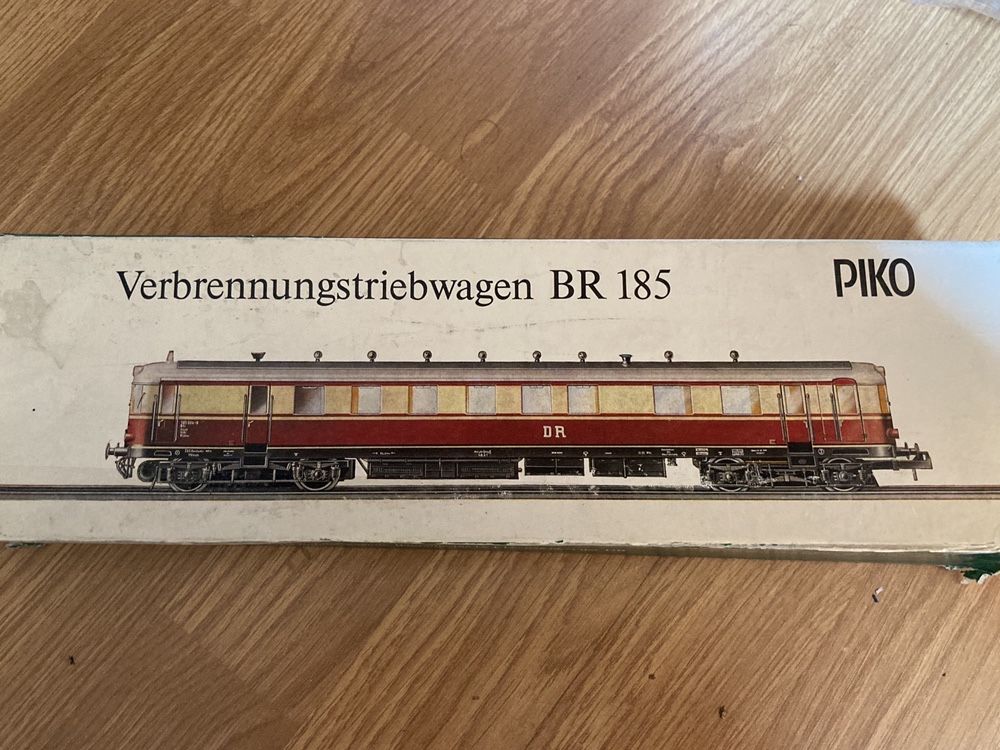 Verbrennungstriebwagen BR 185
PIKO
DR